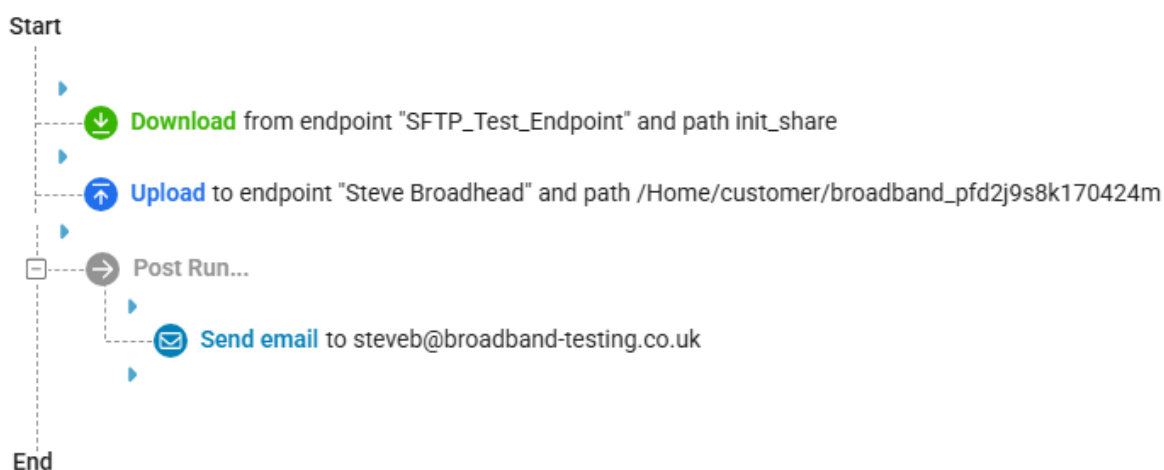 Start
Download from endpoint "SFTP_Test_Endpoint" and path init_share
Upload to endpoint "Steve Broadhead" and path /Home/customer/broadband_pfd2j9s8k170424m
Post Run...
Send email to steveb@broadband-testing.co.uk
End